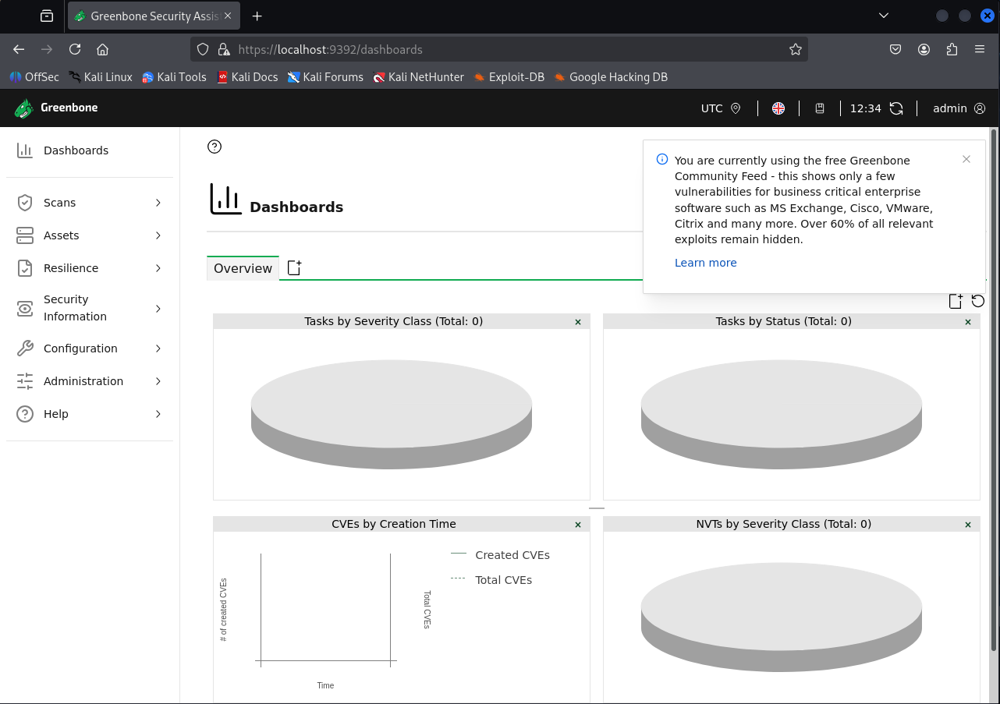 Greenbone Security Assis
https://localhost:9392/dashboards
OffSec Kali Linux Kali Tools Kali Docs Kali Forums Kali NetHunter Exploit-DB Google Hacking DB
Greenbone
UTC
12:34
admin
Dashboards
Scans
Assets
Resilience
Security
Information
Configuration
Administration
Help
Dashboards
You are currently using the free Greenbone
Community Feed - this shows only a few
vulnerabilities for business critical enterprise
software such as MS Exchange, Cisco, VMware,
Citrix and many more. Over 60% of all relevant
exploits remain hidden.
Learn more
Overview
Tasks by Severity Class (Total: 0)
Tasks by Status (Total: 0)
CVEs by Creation Time
# of created CVEs
Time
Total CVEs
Created CVEs
Total CVEs
NVTs by Severity Class (Total: 0)